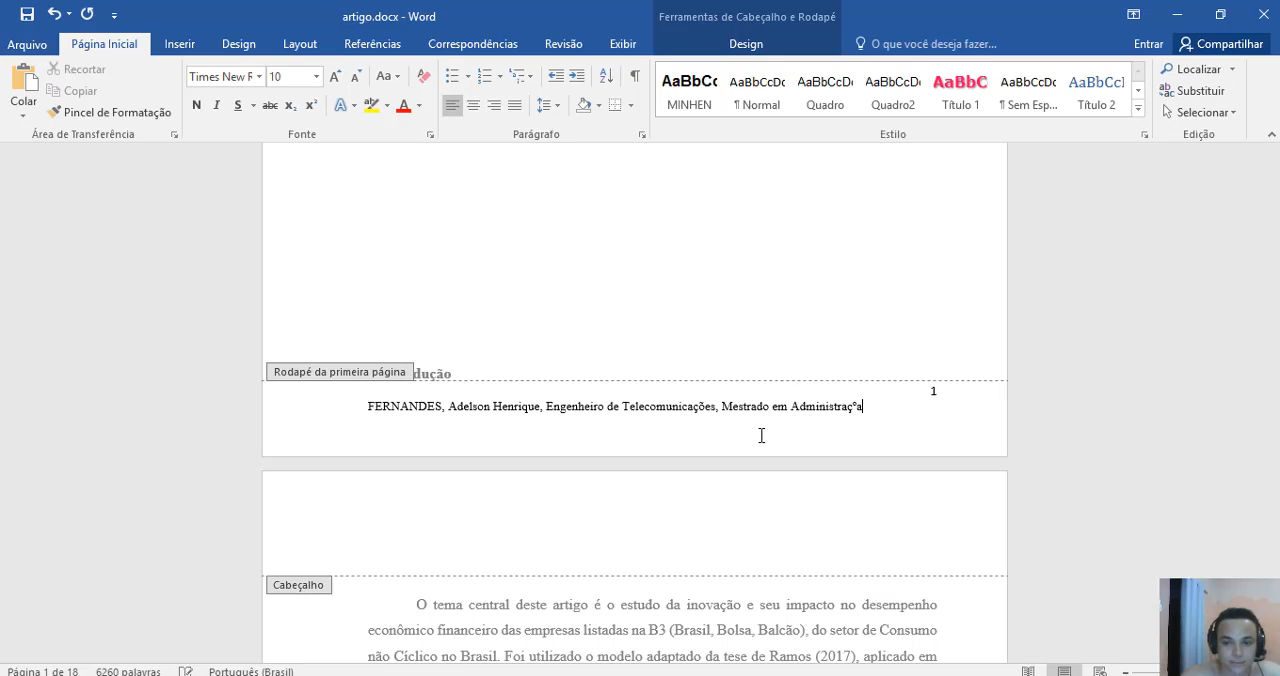 artigo.docx - Word
Ferramentas de Cabeçalho e Rodapé
Arquivo Página Inicial Inserir Design Layout Referências Correspondências Revisão Exibir Design O que você deseja fazer... Entrar Compartilhar
Colar
Recortar
Copiar
Pincel de Formatação
Área de Transferência
Times New R 10 Aa
N I S abc x₂ x² A A
Fonte
Parágrafo
AaBbCc AaBbCcDc AaBbCcDc AaBbCcDc AaBbC AaBbCcDc AaBbCcI
MINHEN ¶ Normal Quadro Quadro2 Título 1 ¶ Sem Esp... Título 2
Estilo
Localizar
Substituir
Selecionar
Edição
Rodapé da primeira página dução
1
FERNANDES, Adelson Henrique, Engenheiro de Telecomunicações, Mestrado em Administraçºa
Cabeçalho
O tema central deste artigo é o estudo da inovação e seu impacto no desempenho
econômico financeiro das empresas listadas na B3 (Brasil, Bolsa, Balcão), do setor de Consumo
não Cíclico no Brasil. Foi utilizado o modelo adaptado da tese de Ramos (2017), aplicado em
Página 1 de 18 6260 palavras Português (Brasil)